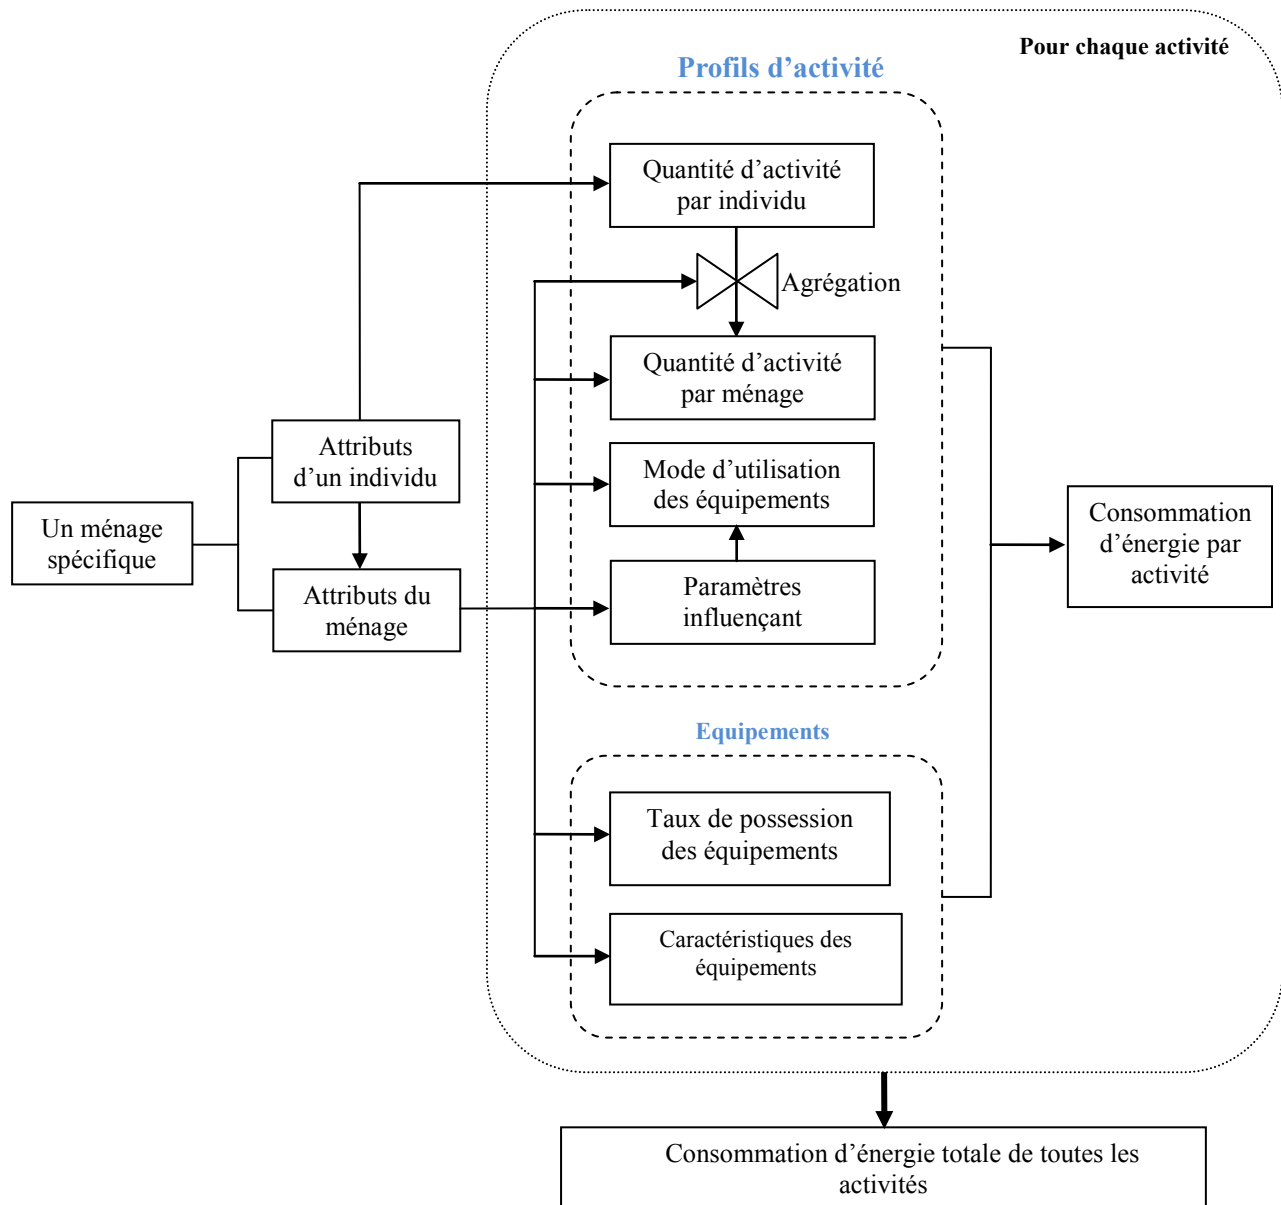 Pour chaque activité
Profils d’activité
Quantité d’activité
par individu
Agrégation
Quantité d’activité
par ménage
Attributs
d’un individu
Mode d’utilisation
des équipements
Un ménage
spécifique
Consommation
d’énergie par
activité
Attributs du
ménage
Paramètres
influençant
Equipements
Taux de possession
des équipements
Caractéristiques des
équipements
Consommation d’énergie totale de toutes les
activités